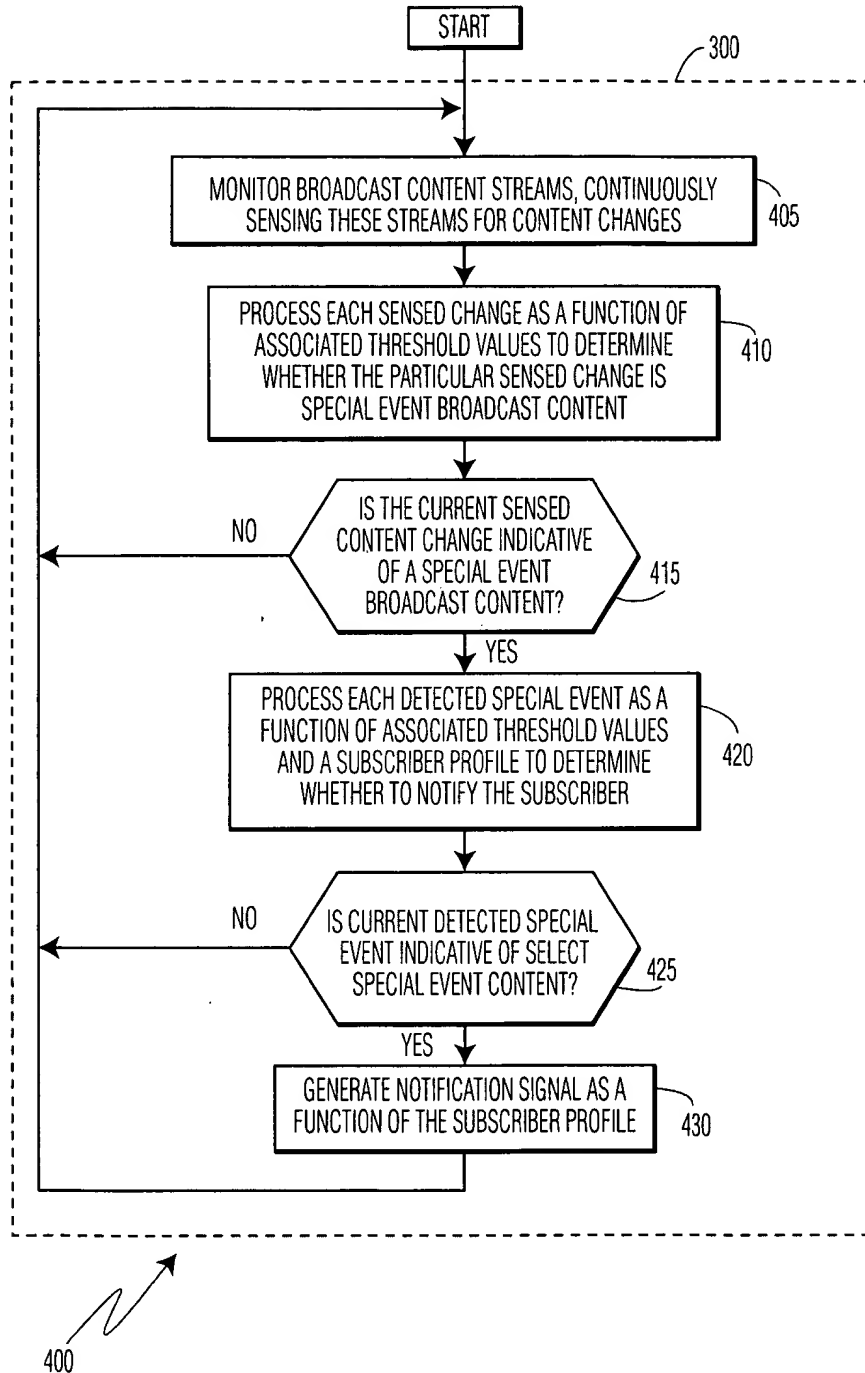 START
300
MONITOR BROADCAST CONTENT STREAMS, CONTINUOUSLY
SENSING THESE STREAMS FOR CONTENT CHANGES
405
PROCESS EACH SENSED CHANGE AS A FUNCTION OF
ASSOCIATED THRESHOLD VALUES TO DETERMINE
WHETHER THE PARTICULAR SENSED CHANGE IS
SPECIAL EVENT BROADCAST CONTENT
410
IS THE CURRENT SENSED
CONTENT CHANGE INDICATIVE
OF A SPECIAL EVENT
BROADCAST CONTENT?
NO
415
YES
PROCESS EACH DETECTED SPECIAL EVENT AS A
FUNCTION OF ASSOCIATED THRESHOLD VALUES
AND A SUBSCRIBER PROFILE TO DETERMINE
WHETHER TO NOTIFY THE SUBSCRIBER
420
NO
IS CURRENT DETECTED SPECIAL
EVENT INDICATIVE OF SELECT
SPECIAL EVENT CONTENT?
425
YES
GENERATE NOTIFICATION SIGNAL AS A
FUNCTION OF THE SUBSCRIBER PROFILE
430
400